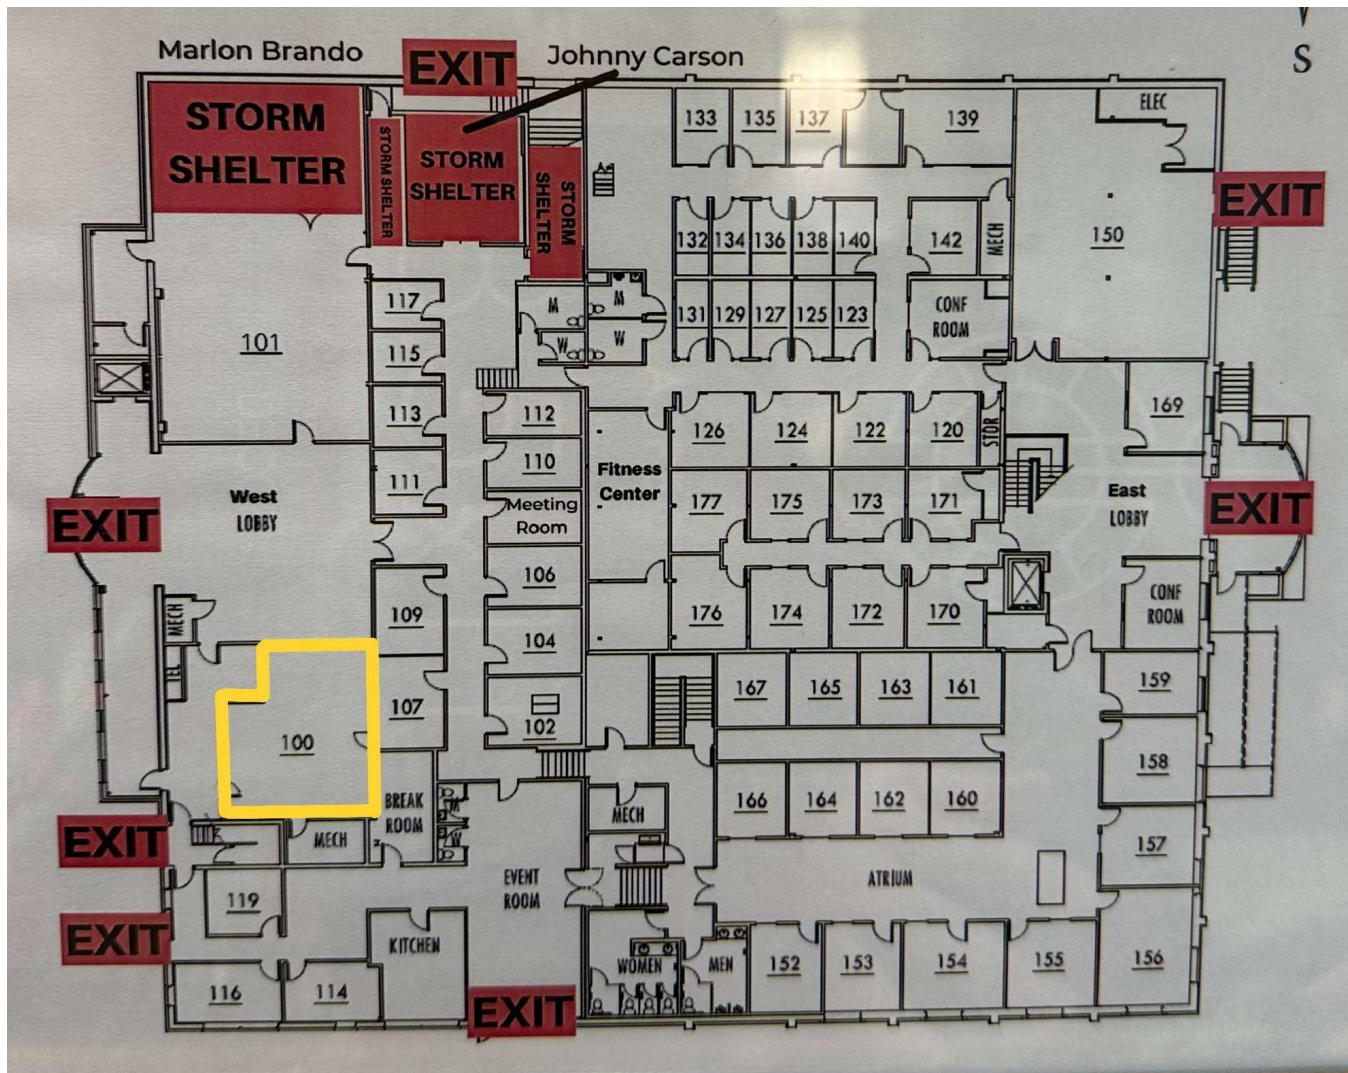 S
Marlon Brando
EXIT
Johnny Carson
STORM
SHELTER
STORM SHELTER
STORM
SHELTER
STORM
SHELTER
133
135
137
139
ELEC
EXIT
132
134
136
138
140
142
MECH
150
117
M
M
131
129
127
125
123
CONF
ROOM
101
115
W
W
113
112
126
124
122
120
STOR
169
111
110
Fitness
Center
177
175
173
171
West
LOBBY
EXIT
Meeting
Room
East
LOBBY
EXIT
106
109
176
174
172
170
CONF
ROOM
MECH
104
TEL
107
102
167
165
163
161
159
100
158
BREAK
ROOM
M
W
MECH
166
164
162
160
EXIT
MECH
157
EVENT
ROOM
ATRIUM
119
EXIT
KITCHEN
WOMEN
MEN
152
153
154
155
156
116
114
EXIT